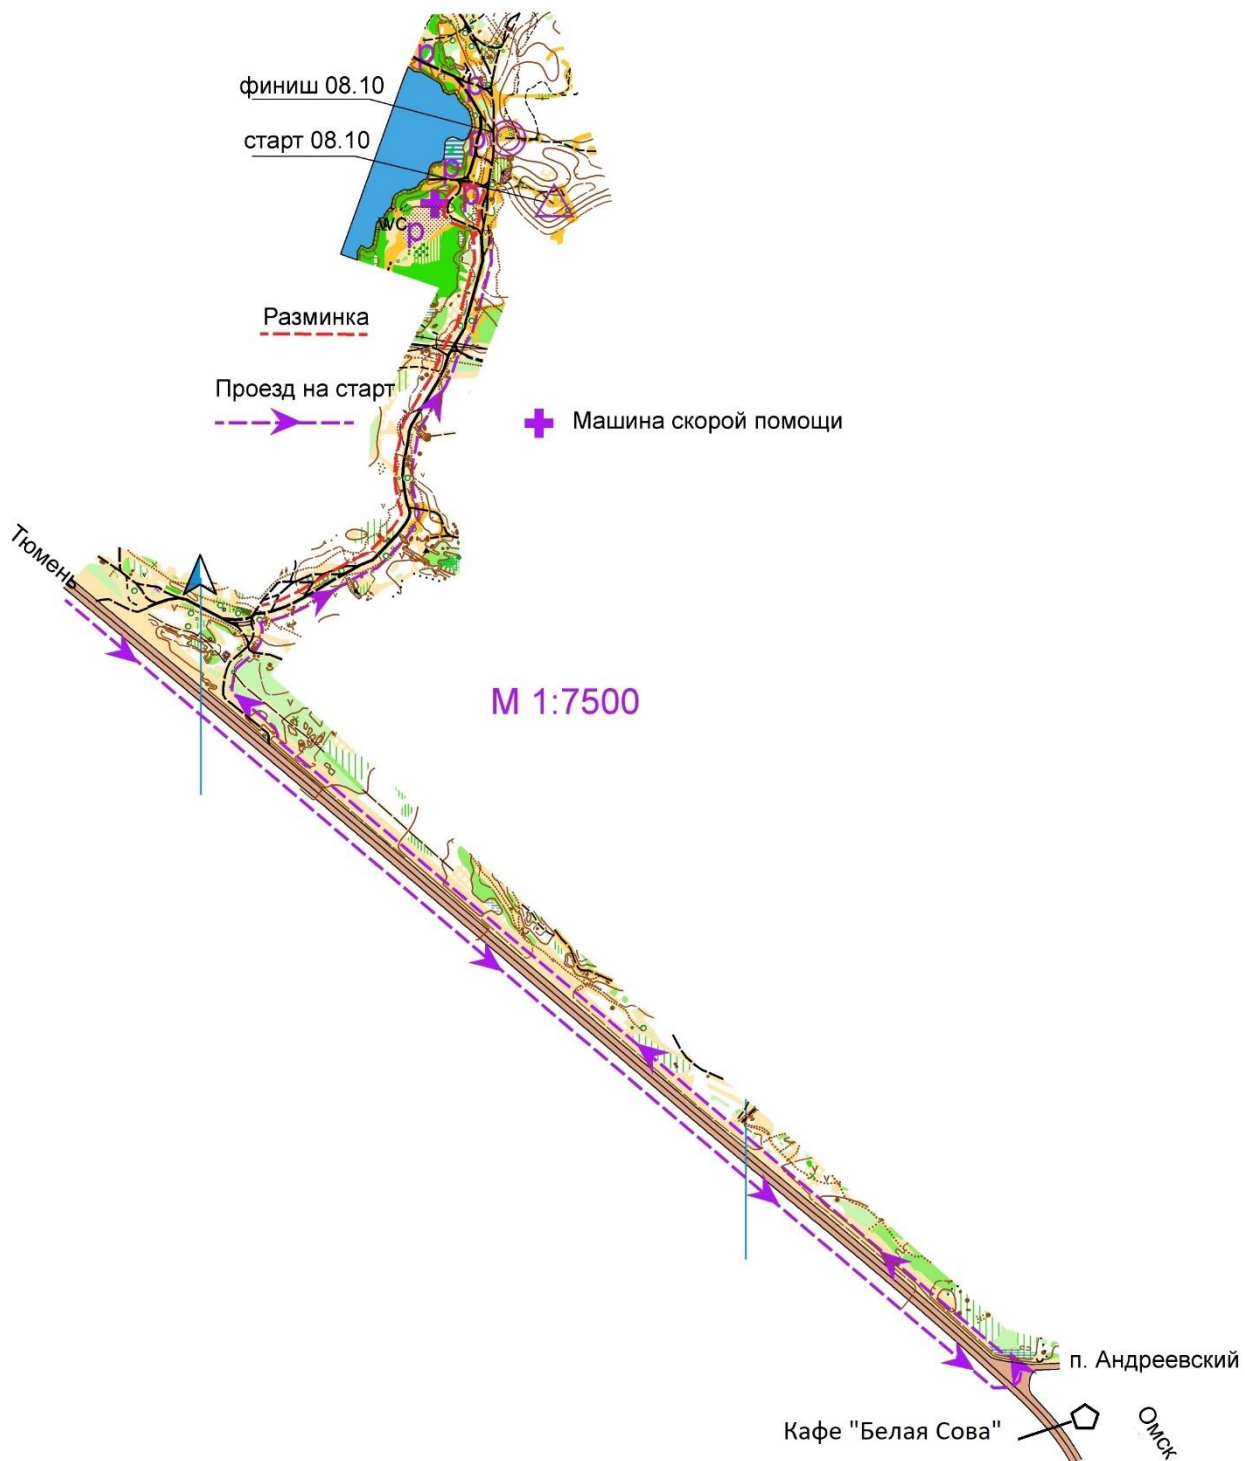 р
р
финиш 08.10
р
старт 08.10
р
р
wc
р
Разминка
Проезд на старт
Машина скорой помощи
Тюмень
М 1:7500
п. Андреевский
Кафе "Белая Сова"
Омск